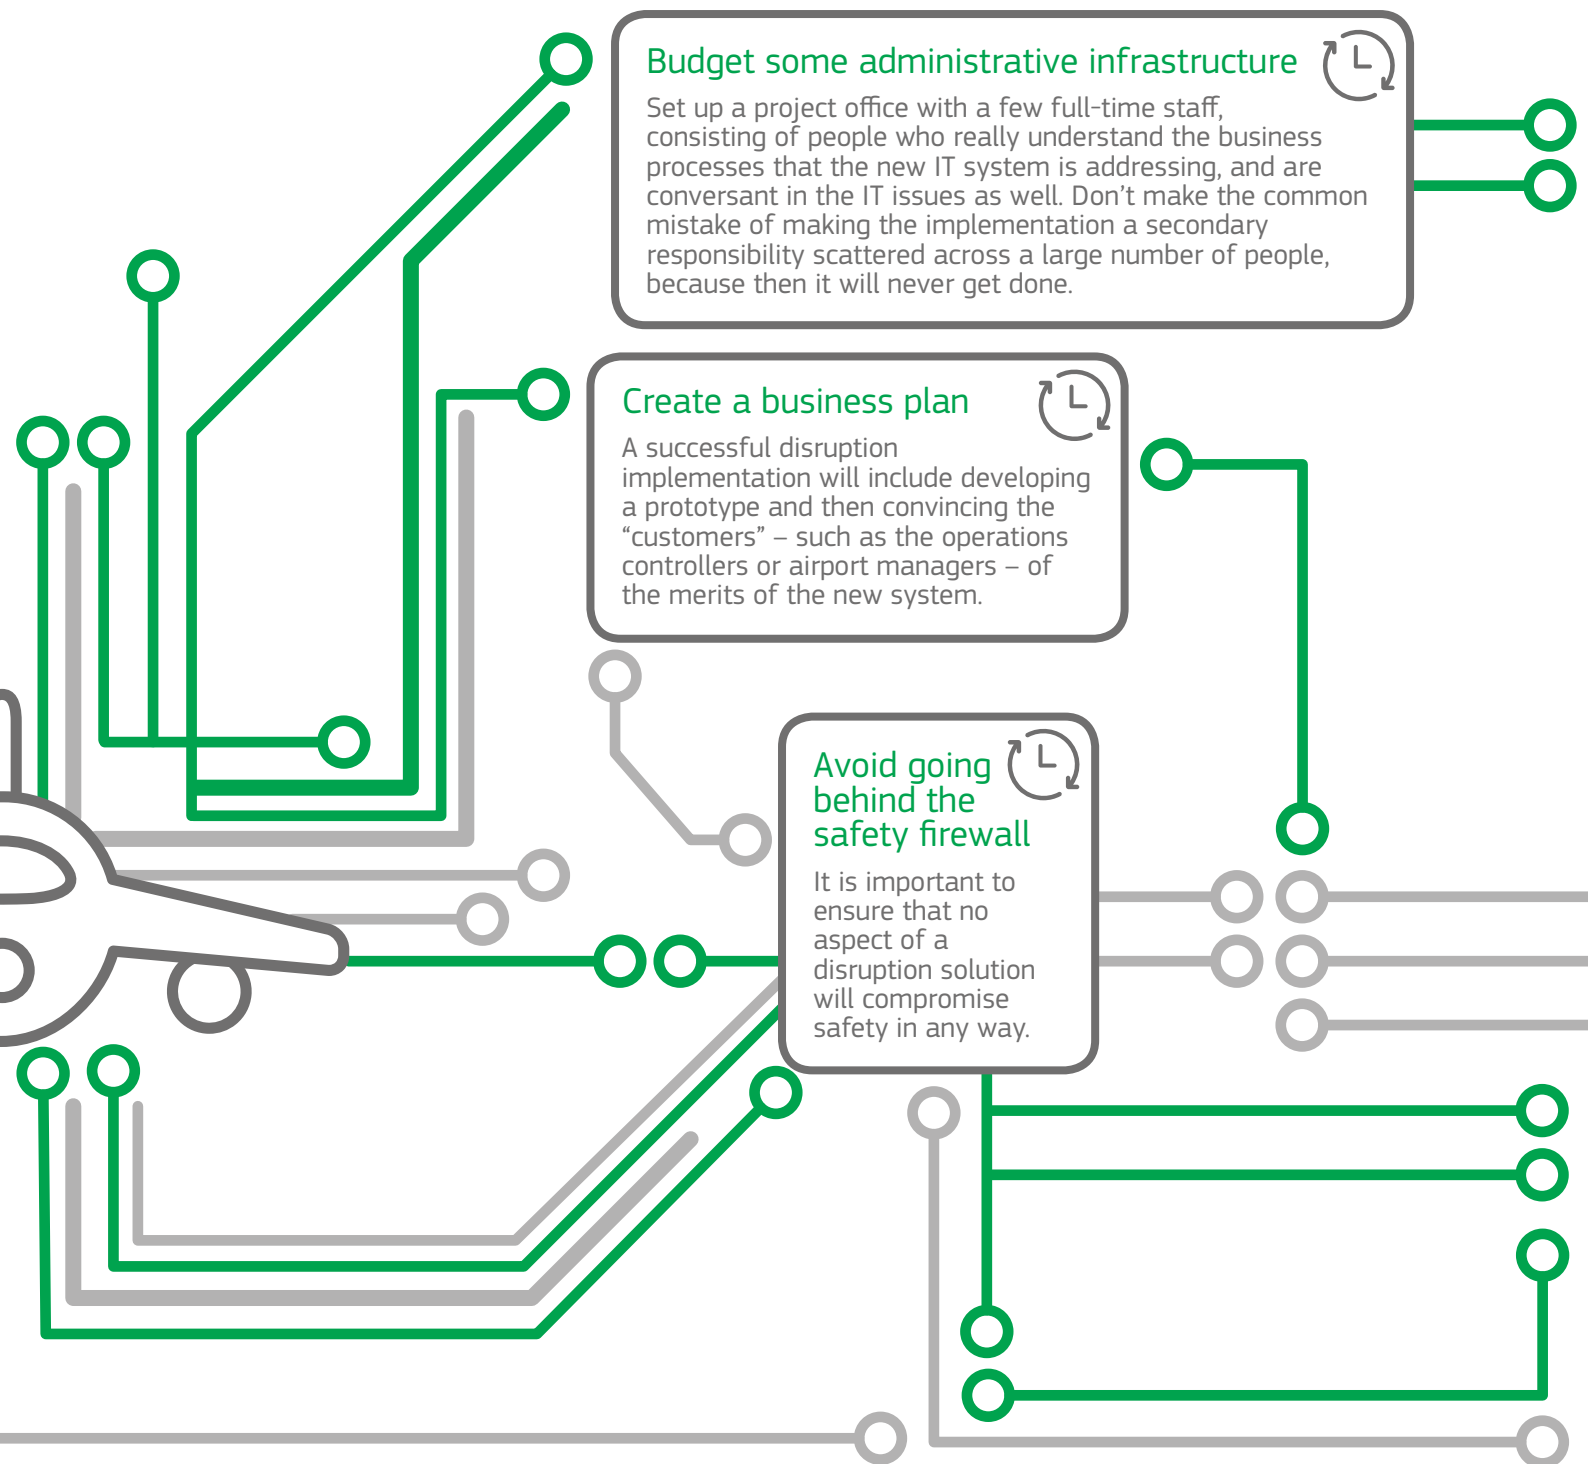 Budget some administrative infrastructure
Set up a project office with a few full-time staff,
consisting of people who really understand the business
processes that the new IT system is addressing, and are
conversant in the IT issues as well. Don’t make the common
mistake of making the implementation a secondary
responsibility scattered across a large number of people,
because then it will never get done.
Create a business plan
A successful disruption
implementation will include developing
a prototype and then convincing the
“customers” – such as the operations
controllers or airport managers – of
the merits of the new system.
Avoid going
behind the
safety firewall
It is important to
ensure that no
aspect of a
disruption solution
will compromise
safety in any way.